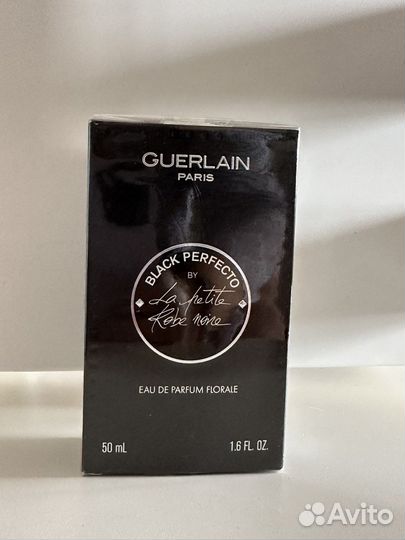 GUERLAIN
PARIS
BLACK PERFECTO
BY
La petite
Robe noire
EAU DE PARFUM FLORALE
50 mL 1.6 FL. OZ.
Avito